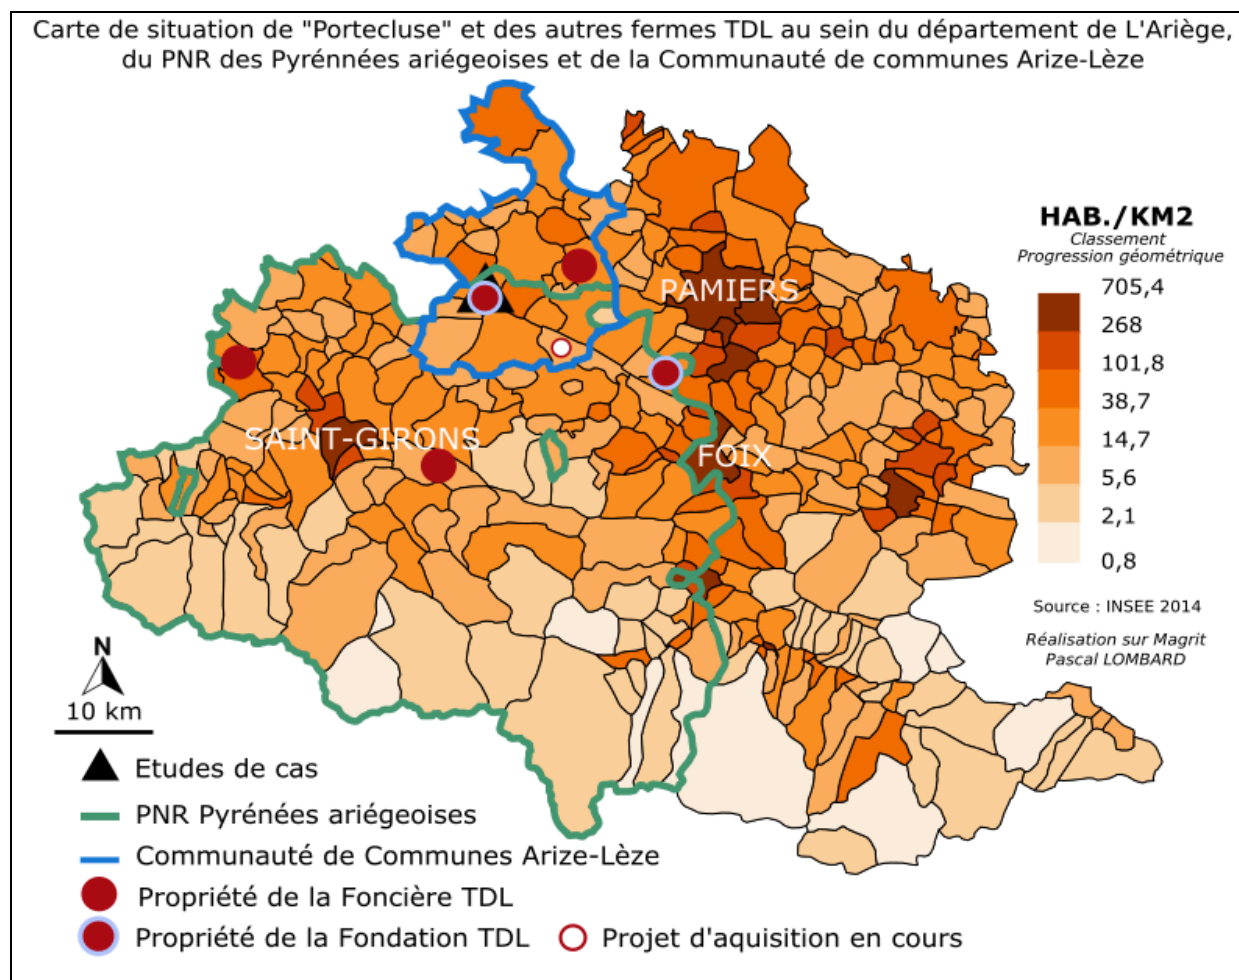 Carte de situation de "Portecluse" et des autres fermes TDL au sein du département de L'Ariège,
du PNR des Pyrénnées ariégeoises et de la Communauté de communes Arize-Lèze
HAB./KM2
Classement
Progression géométrique
705,4
268
101,8
38,7
14,7
5,6
2,1
0,8
PAMIERS
SAINT-GIRONS
FOIX
Source : INSEE 2014
Réalisation sur Magrit
Pascal LOMBARD
N
10 km
Etudes de cas
PNR Pyrénées ariégeoises
Communauté de Communes Arize-Lèze
Propriété de la Foncière TDL
Propriété de la Fondation TDL
Projet d'aquisition en cours